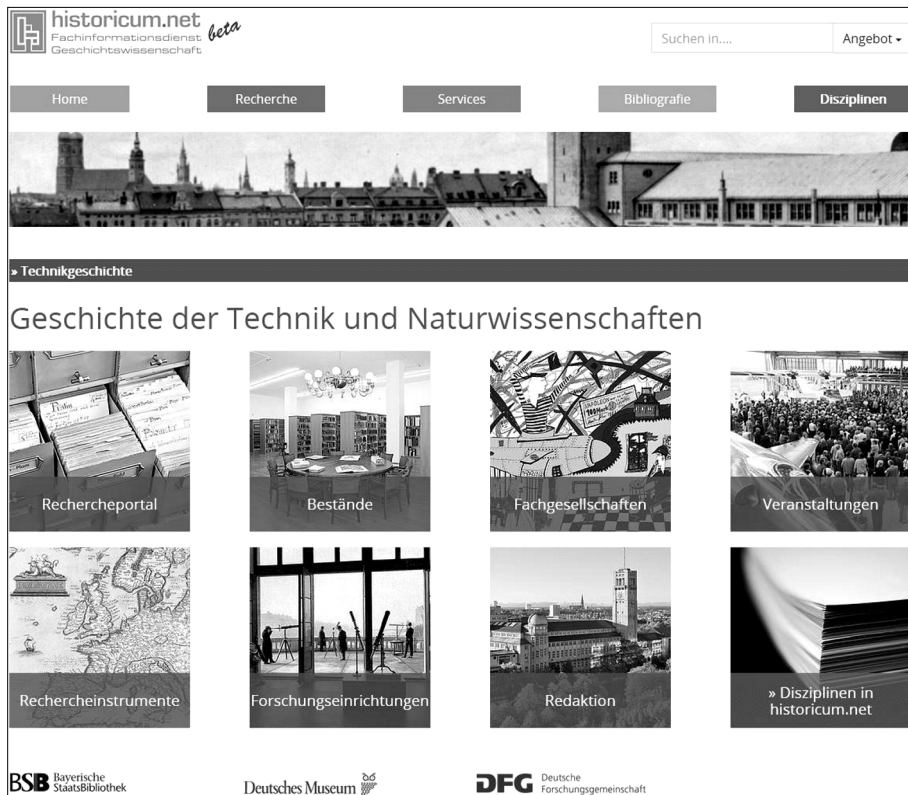 historicum.net beta
Fachinformationsdienst
Geschichtswissenschaft
Suchen in....
Angebot
Home
Recherche
Services
Bibliografie
Disziplinen
» Technikgeschichte
Geschichte der Technik und Naturwissenschaften
Rechercheportal
Bestände
Fachgesellschaften
Veranstaltungen
Rechercheinstrumente
Forschungseinrichtungen
Redaktion
» Disziplinen in
historicum.net
BSB Bayerische
StaatsBibliothek
Deutsches Museum
DFG Deutsche
Forschungsgemeinschaft